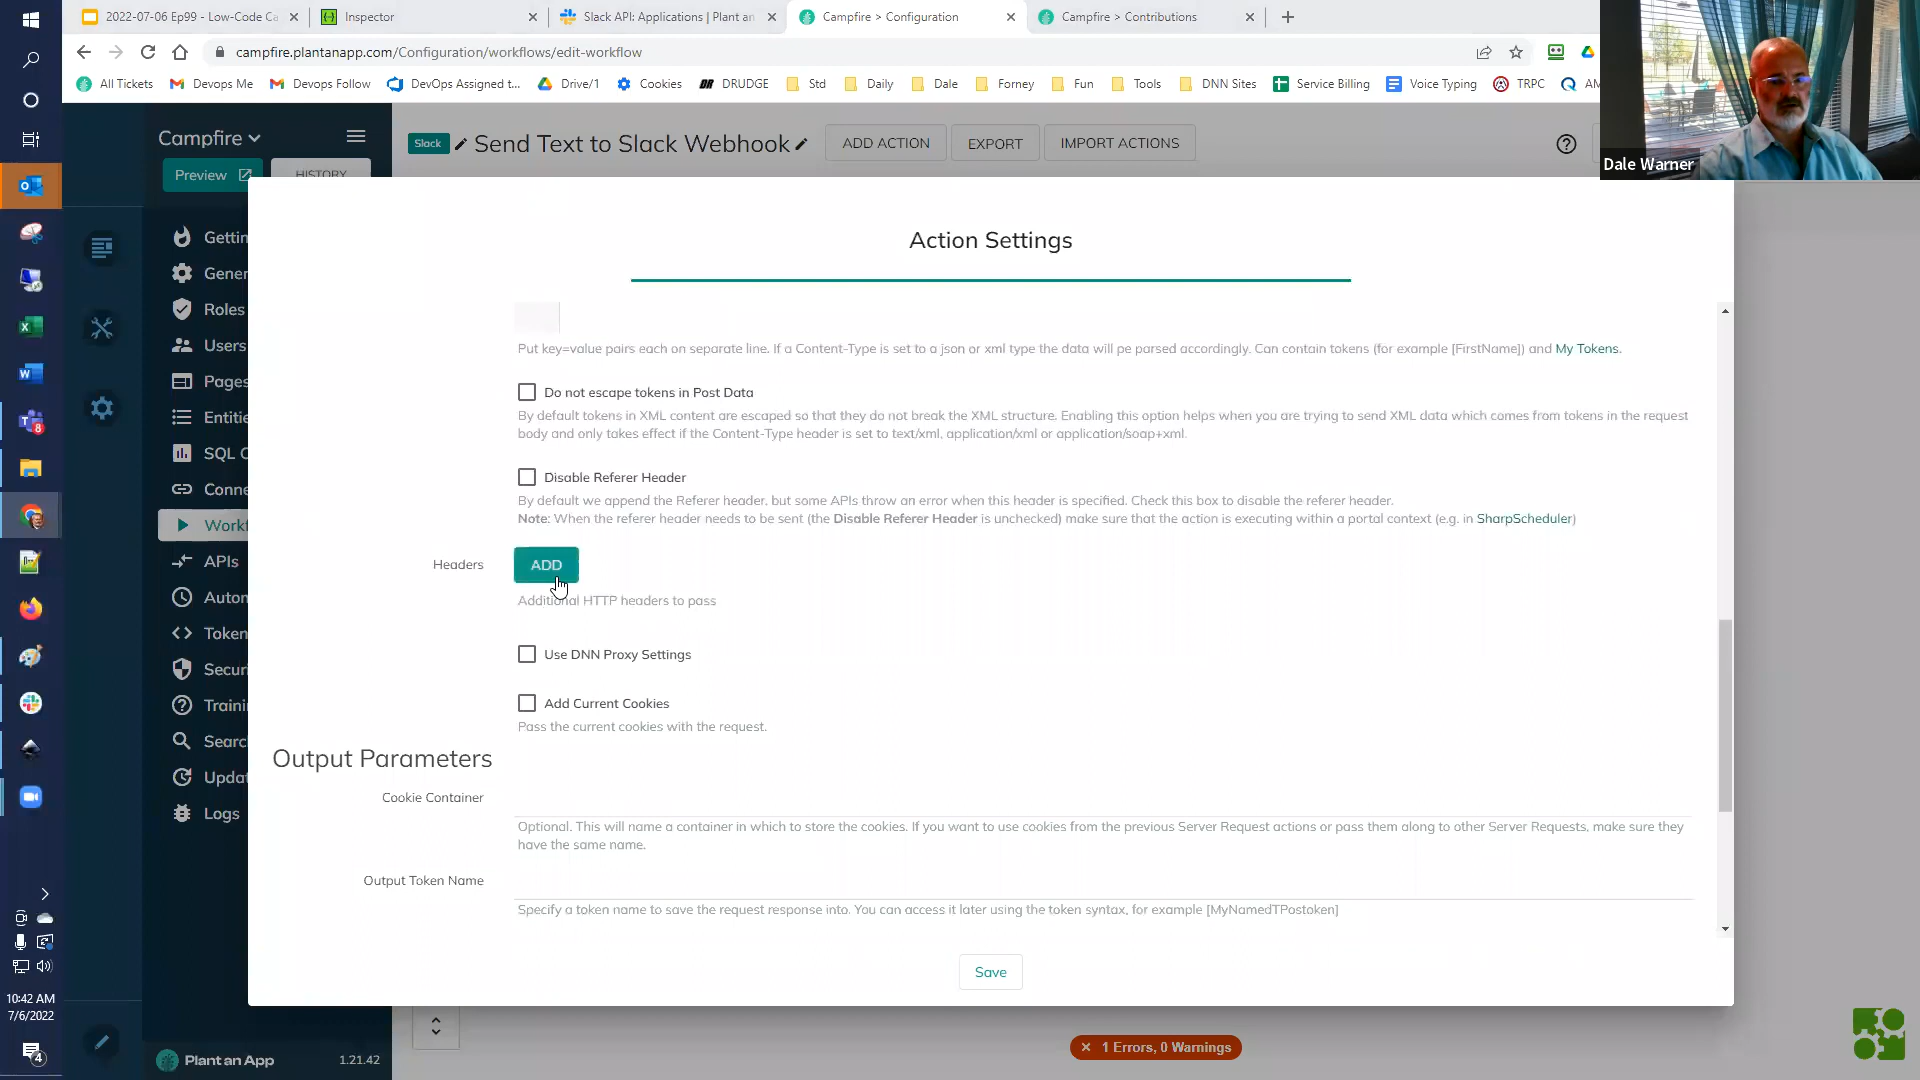 2022-07-06 Ep99 - Low-Code Ca
Inspector
Slack API: Applications | Plant an
Campfire > Configuration
Campfire > Contributions
campfire.plantanapp.com/Configuration/workflows/edit-workflow
All Tickets
Devops Me
Devops Follow
DevOps Assigned t...
Drive/1
Cookies
DRUDGE
Std
Daily
Dale
Forney
Fun
Tools
DNN Sites
Service Billing
Voice Typing
TRPC
Dale Warner
Campfire
Preview
HISTORY
Slack
Send Text to Slack Webhook
ADD ACTION
EXPORT
IMPORT ACTIONS
Gettin
Gener
Roles
Users
Pages
Entitie
SQL C
Conne
Workf
APIs
Auton
Token
Securi
Trainin
Searc
Updat
Logs
Action Settings
Put key=value pairs each on separate line. If a Content-Type is set to a json or xml type the data will be parsed accordingly. Can contain tokens (for example [FirstName]) and My Tokens.
Do not escape tokens in Post Data
By default tokens in XML content are escaped so that they do not break the XML structure. Enabling this option helps when you are trying to send XML data which comes from tokens in the request
body and only takes effect if the Content-Type header is set to text/xml, application/xml or application/soap+xml.
Disable Referer Header
By default we append the Referer header, but some APIs throw an error when this header is specified. Check this box to disable the referer header.
Note: When the referer header needs to be sent (the Disable Referer Header is unchecked) make sure that the action is executing within a portal context (e.g. in SharpScheduler)
Headers
ADD
Additional HTTP headers to pass
Use DNN Proxy Settings
Add Current Cookies
Pass the current cookies with the request.
Output Parameters
Cookie Container
Optional. This will name a container in which to store the cookies. If you want to use cookies from the previous Server Request actions or pass them along to other Server Requests, make sure they
have the same name.
Output Token Name
Specify a token name to save the request response into. You can access it later using the token syntax, for example [MyNamedTPostoken]
Save
1 Errors, 0 Warnings
Plant an App
1.21.42
10:42 AM
7/6/2022
4
8